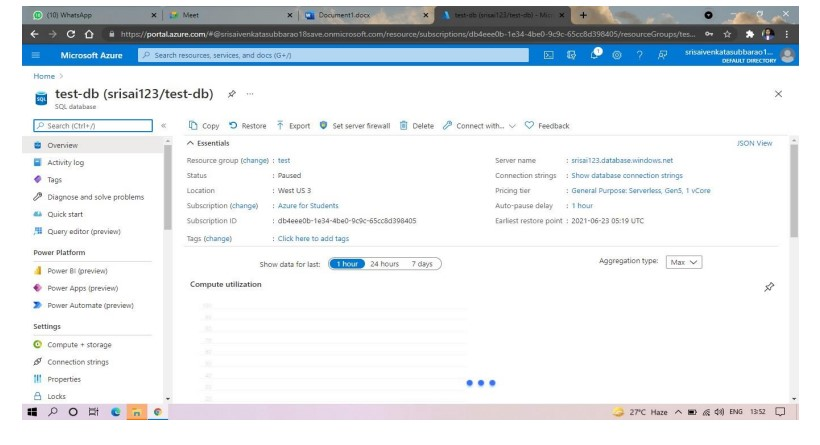 (10) WhatsApp
Meet
Document1.docx
test-db (srisai123/test-db) - Micr
https://portal.azure.com/#@srisaivenkatasubbarao18save.onmicrosoft.com/resource/subscriptions/db4eee0b-1e34-4be0-9c9c-65cc8d398405/resourceGroups/tes...
Microsoft Azure
Search resources, services, and docs (G+/)
srisaivenkatasubbarao1...
DEFAULT DIRECTORY
Home >
test-db (srisai123/test-db)
SQL database
Search (Ctrl+/)
Copy Restore Export Set server firewall Delete Connect with... Feedback
Overview
Activity log
Tags
Diagnose and solve problems
Quick start
Query editor (preview)
Power Platform
Power BI (preview)
Power Apps (preview)
Power Automate (preview)
Settings
Compute + storage
Connection strings
Properties
Locks
Essentials
JSON View
Resource group (change) : test
Status : Paused
Location : West US 3
Subscription (change) : Azure for Students
Subscription ID : db4eee0b-1e34-4be0-9c9c-65cc8d398405
Tags (change) : Click here to add tags
Server name : srisai123.database.windows.net
Connection strings : Show database connection strings
Pricing tier : General Purpose: Serverless, Gen5, 1 vCore
Auto-pause delay : 1 hour
Earliest restore point : 2021-06-23 05:19 UTC
Show data for last: 1 hour 24 hours 7 days
Aggregation type: Max
Compute utilization
27°C Haze ENG 13:52